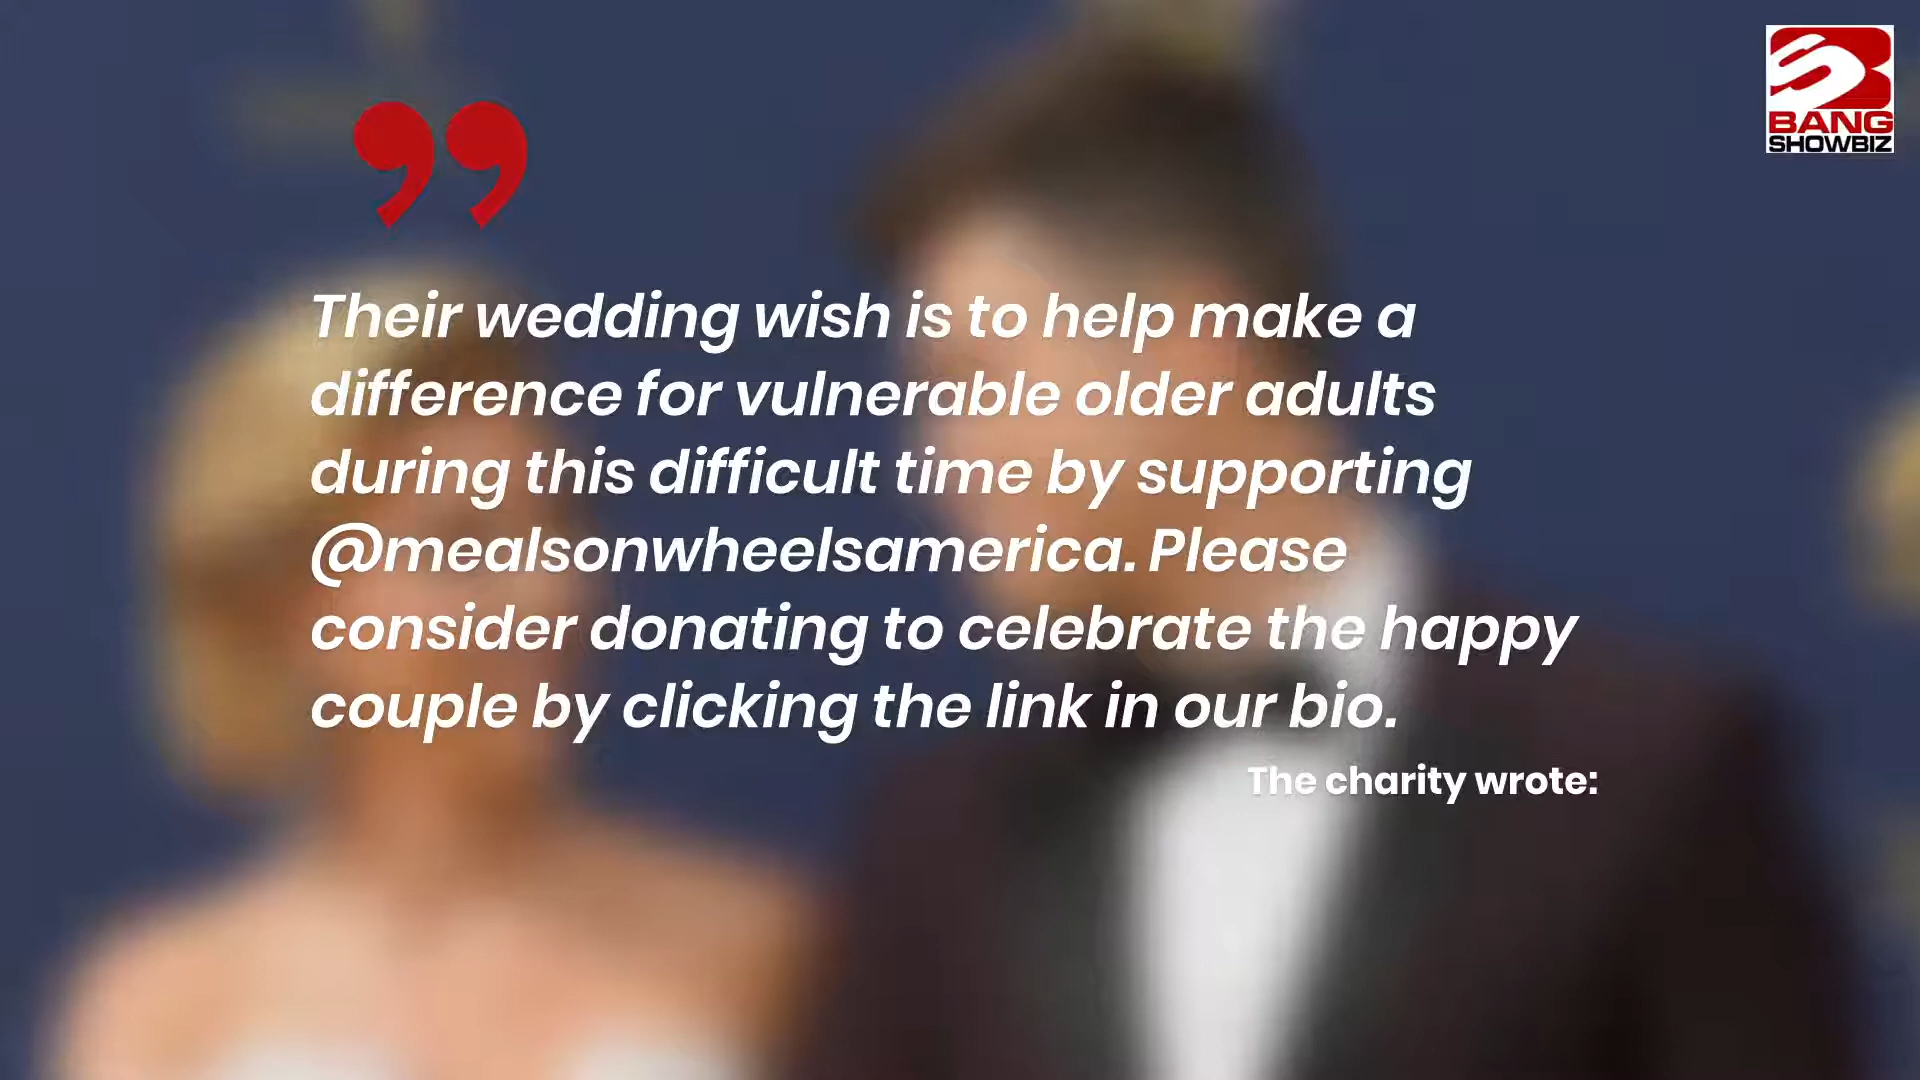 BANG
SHOWBIZ
Their wedding wish is to help make a
difference for vulnerable older adults
during this difficult time by supporting
@mealsonwheelsamerica. Please
consider donating to celebrate the happy
couple by clicking the link in our bio.
The charity wrote: